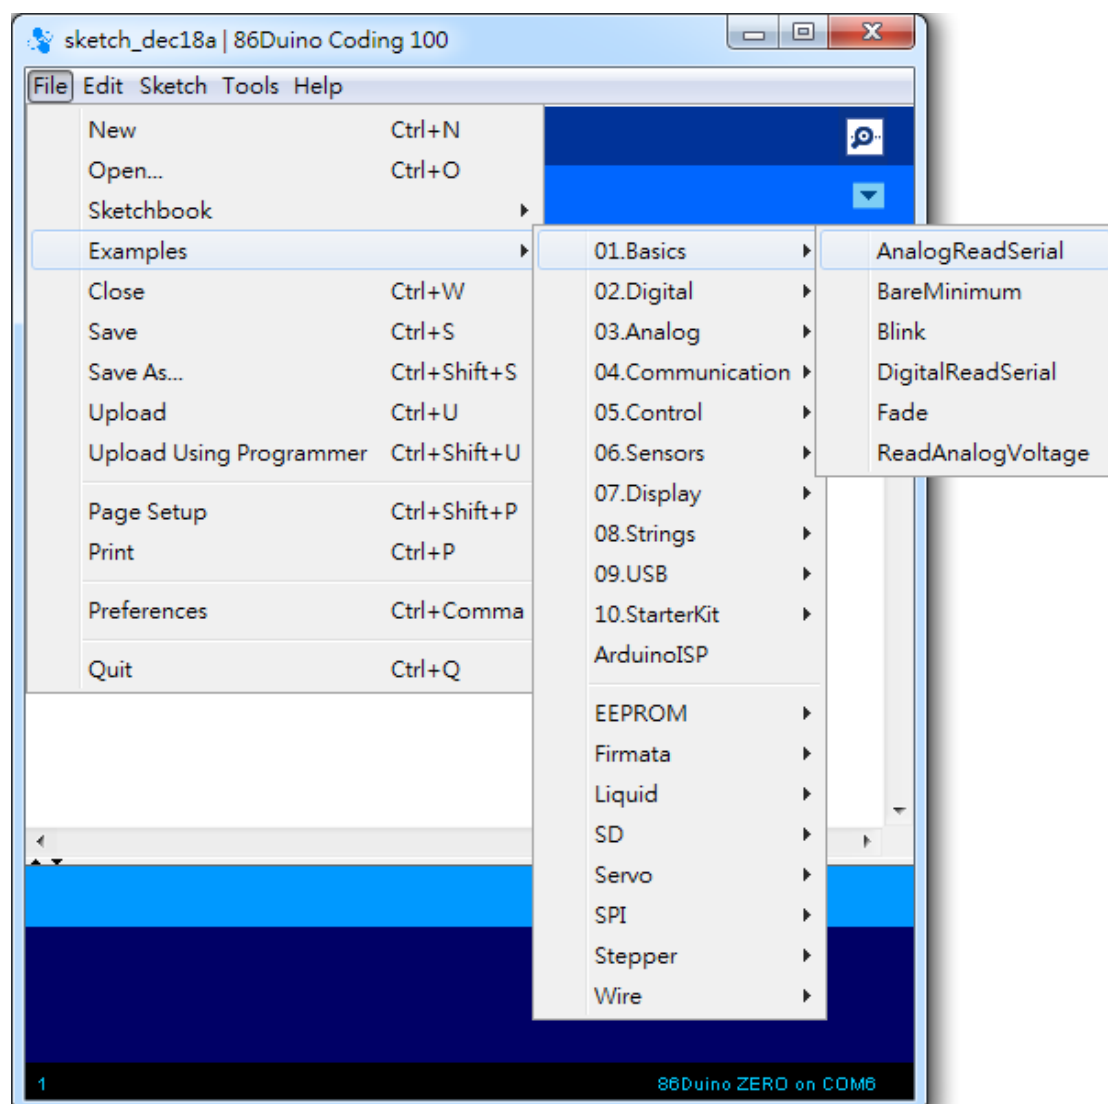 sketch_dec18a | 86Duino Coding 100
File Edit Sketch Tools Help
New Ctrl+N
Open... Ctrl+O
Sketchbook
Examples
Close Ctrl+W
Save Ctrl+S
Save As... Ctrl+Shift+S
Upload Ctrl+U
Upload Using Programmer Ctrl+Shift+U
Page Setup Ctrl+Shift+P
Print Ctrl+P
Preferences Ctrl+Comma
Quit Ctrl+Q
01.Basics
02.Digital
03.Analog
04.Communication
05.Control
06.Sensors
07.Display
08.Strings
09.USB
10.StarterKit
ArduinoISP
EEPROM
Firmata
Liquid
SD
Servo
SPI
Stepper
Wire
AnalogReadSerial
BareMinimum
Blink
DigitalReadSerial
Fade
ReadAnalogVoltage
1 86Duino ZERO on COM6